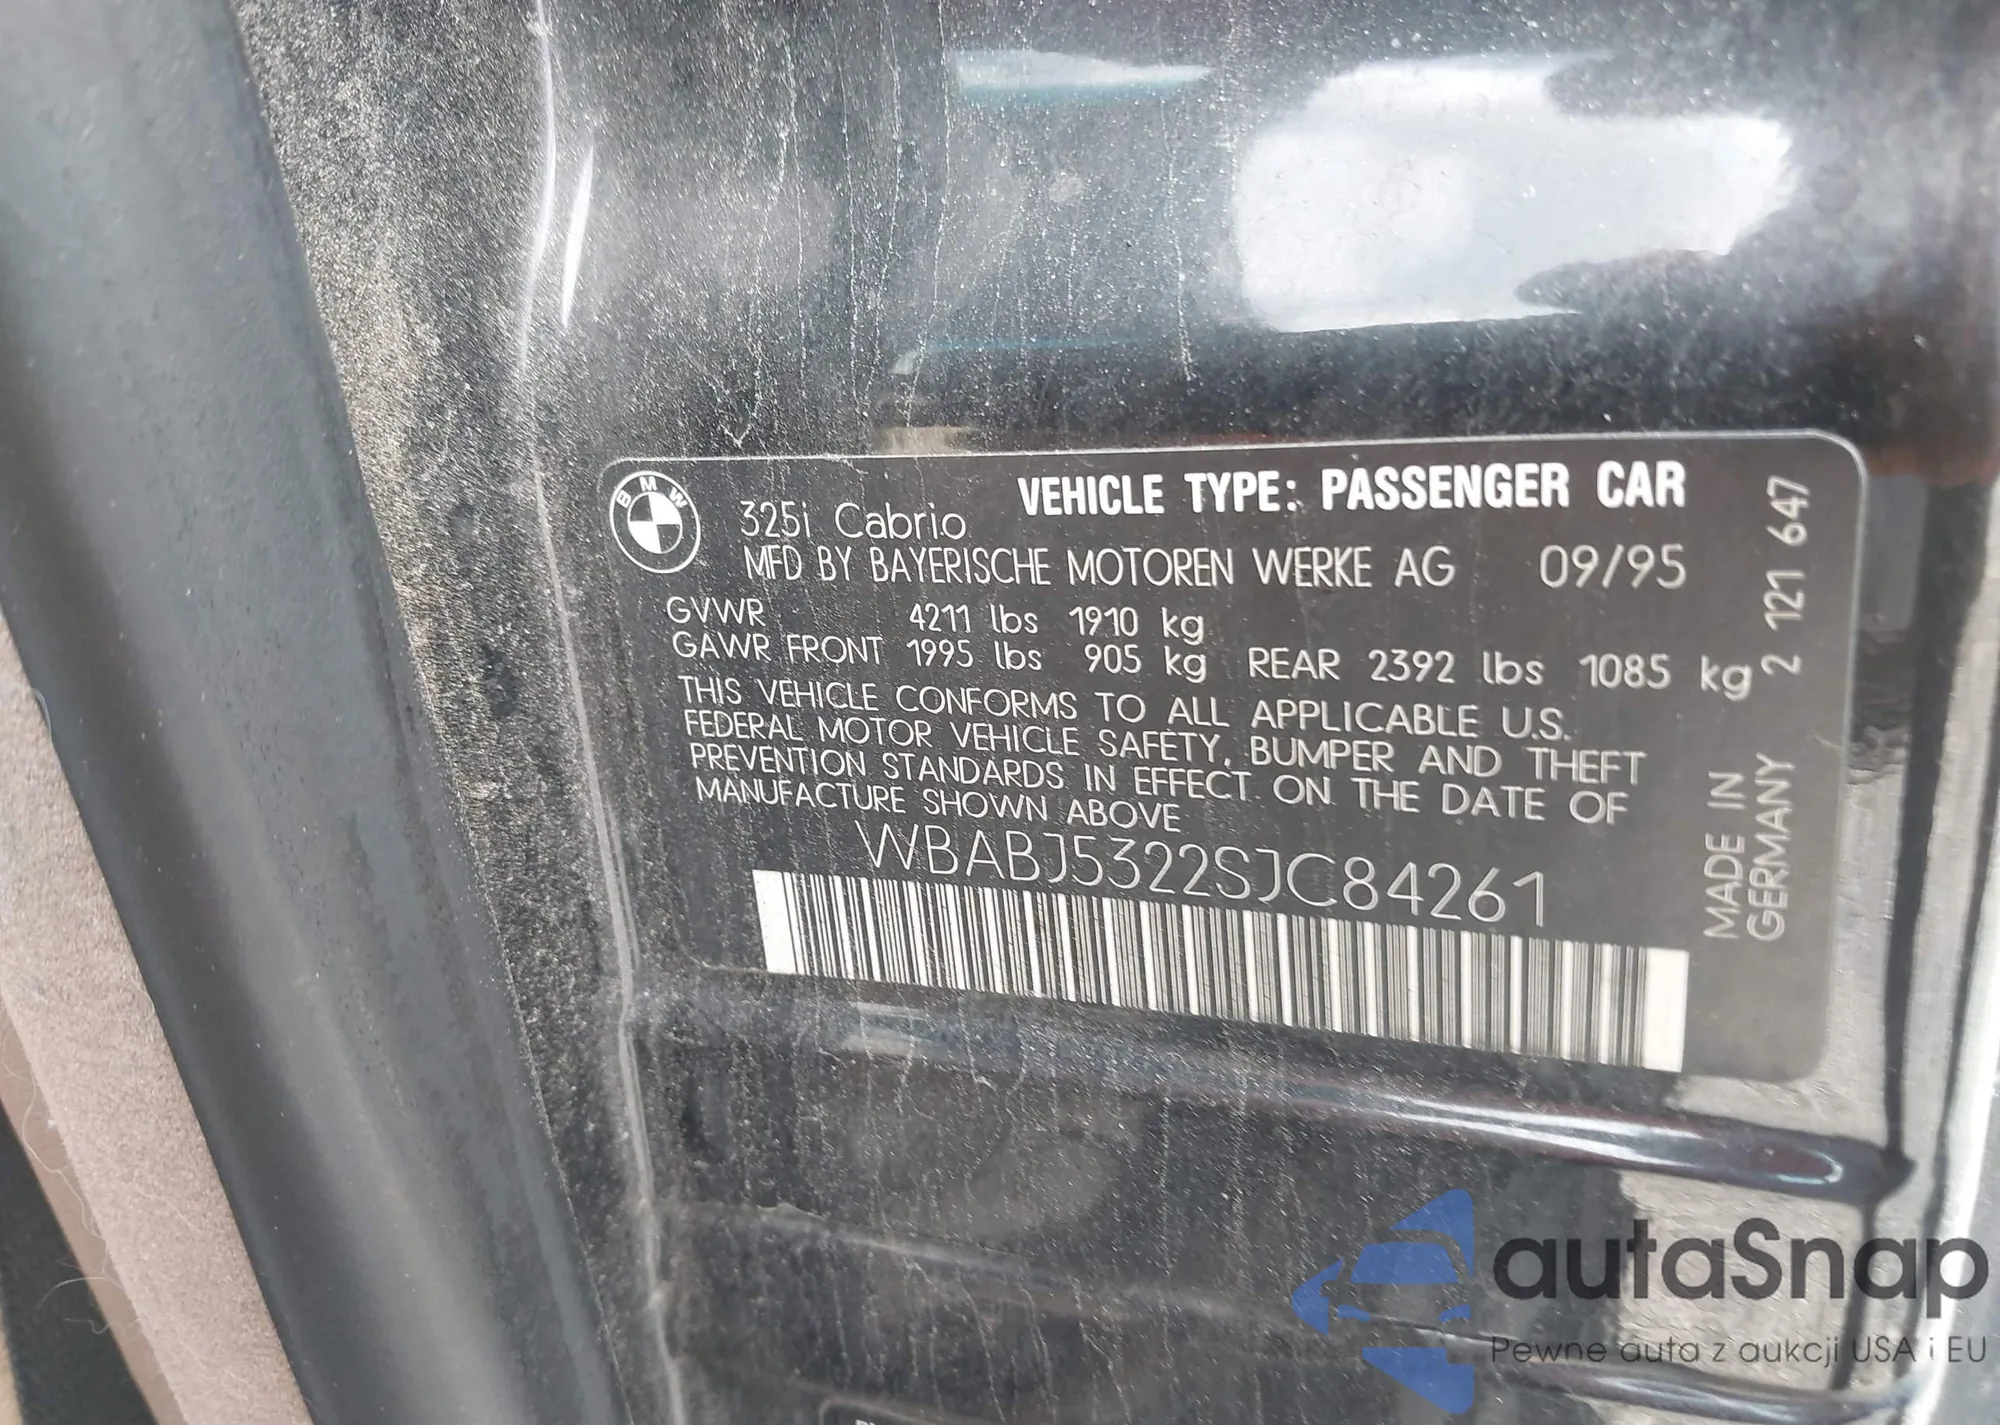 BMW
325i Cabrio
VEHICLE TYPE: PASSENGER CAR
MFD BY BAYERISCHE MOTOREN WERKE AG 09/95
GVWR 4211 lbs 1910 kg
GAWR FRONT 1995 lbs 905 kg REAR 2392 lbs 1085 kg
THIS VEHICLE CONFORMS TO ALL APPLICABLE U.S.
FEDERAL MOTOR VEHICLE SAFETY, BUMPER AND THEFT
PREVENTION STANDARDS IN EFFECT ON THE DATE OF
MANUFACTURE SHOWN ABOVE
WBABJ5322SJC84261
2 121 647
MADE IN
GERMANY
autaSnap
Pewne auta z aukcji USA i EU